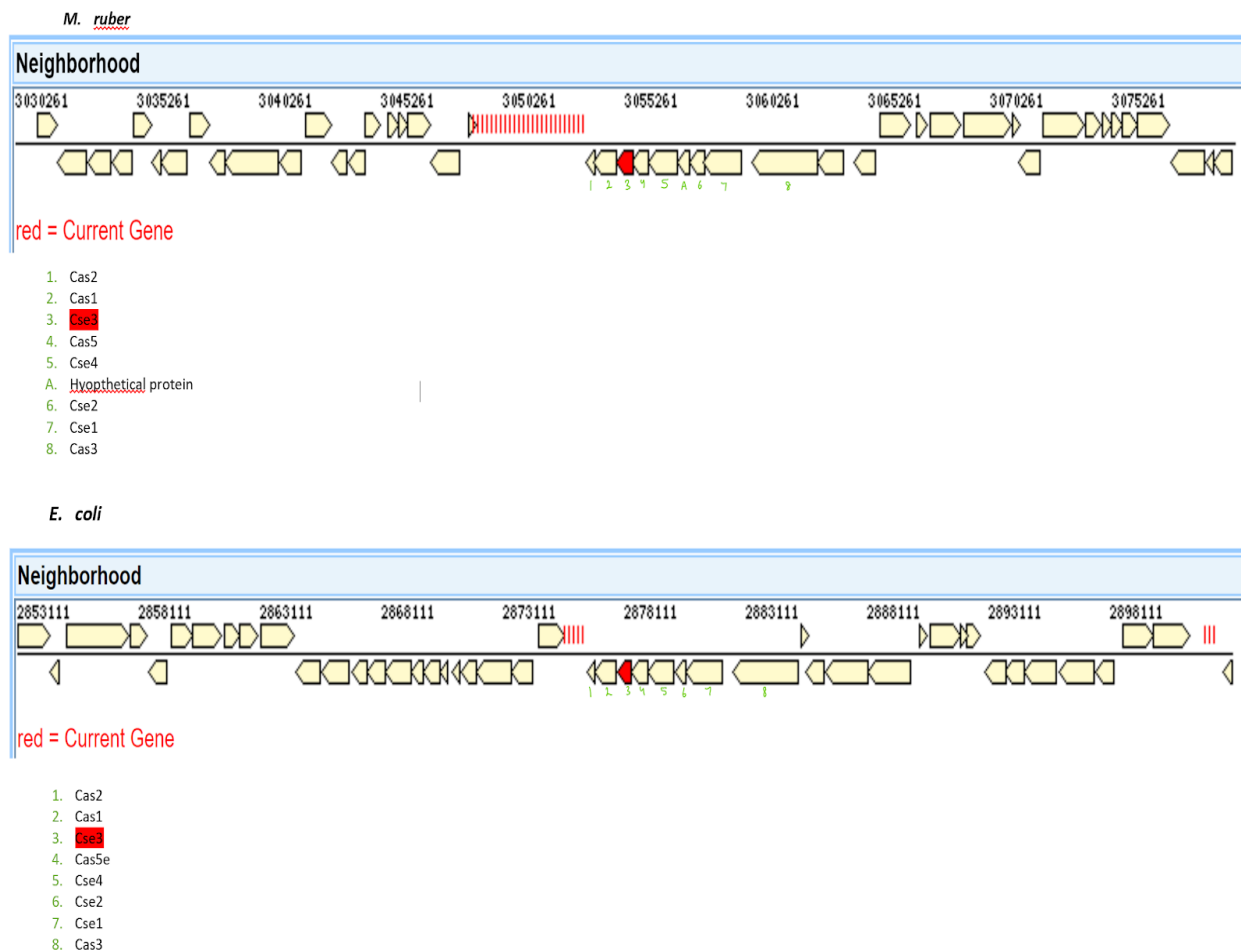 M. ruber
Neighborhood
3030261 3035261 3040261 3045261 3050261 3055261 3060261 3065261 3070261 3075261
1 2 3 4 5 A 6 7 8
red = Current Gene
1. Cas2
2. Cas1
3. Cse3
4. Cas5
5. Cse4
A. Hyopthetical protein
6. Cse2
7. Cse1
8. Cas3
E. coli
Neighborhood
2853111 2858111 2863111 2868111 2873111 2878111 2883111 2888111 2893111 2898111
1 2 3 4 5 6 7 8
red = Current Gene
1. Cas2
2. Cas1
3. Cse3
4. Cas5e
5. Cse4
6. Cse2
7. Cse1
8. Cas3